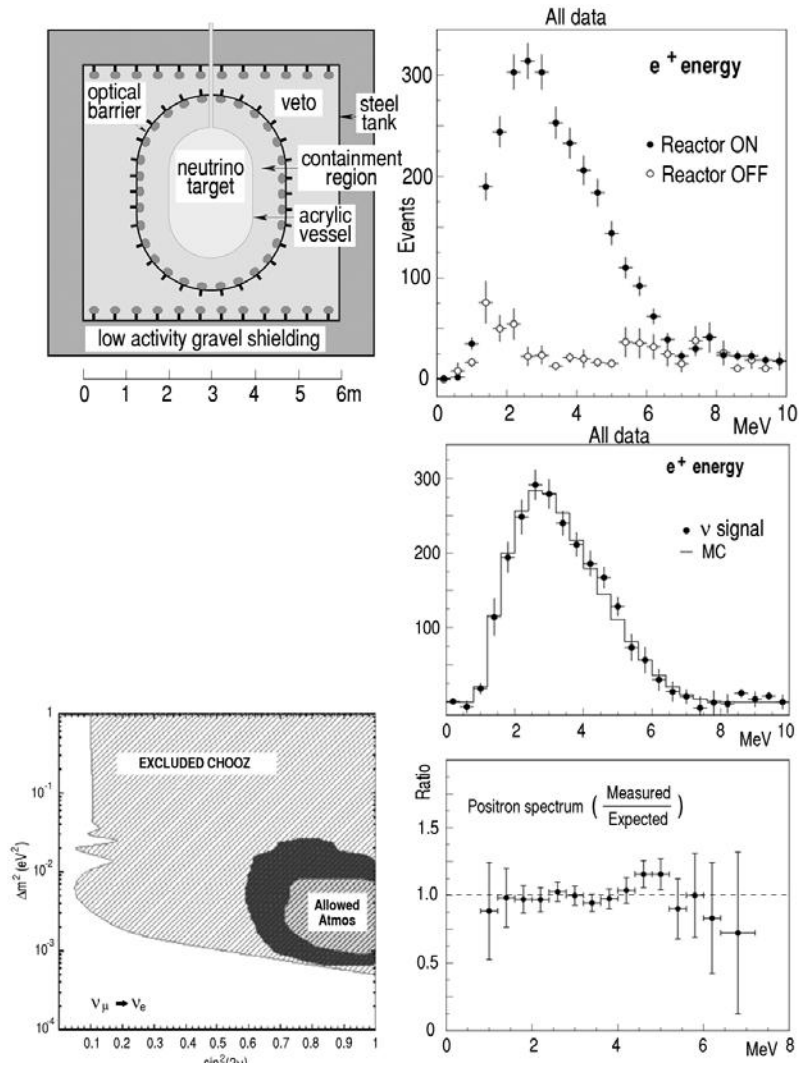 optical
barrier
veto
steel
tank
neutrino
target
containment
region
acrylic
vessel
low activity gravel shielding
0 1 2 3 4 5 6m
All data
e⁺ energy
Reactor ON
Reactor OFF
Events
300
200
100
0
0 2 4 6 8 10
MeV
All data
e⁺ energy
ν signal
MC
300
200
100
0 2 4 6 8 10
MeV
EXCLUDED CHOOZ
Allowed
Atmos
νμ → νe
Δm² (eV²)
1
10⁻¹
10⁻²
10⁻³
10⁻⁴
0.1 0.2 0.3 0.4 0.5 0.6 0.7 0.8 0.9 1
Ratio
Positron spectrum ( Measured
Expected )
1.5
1.0
0.5
0
0 2 4 6 8
MeV